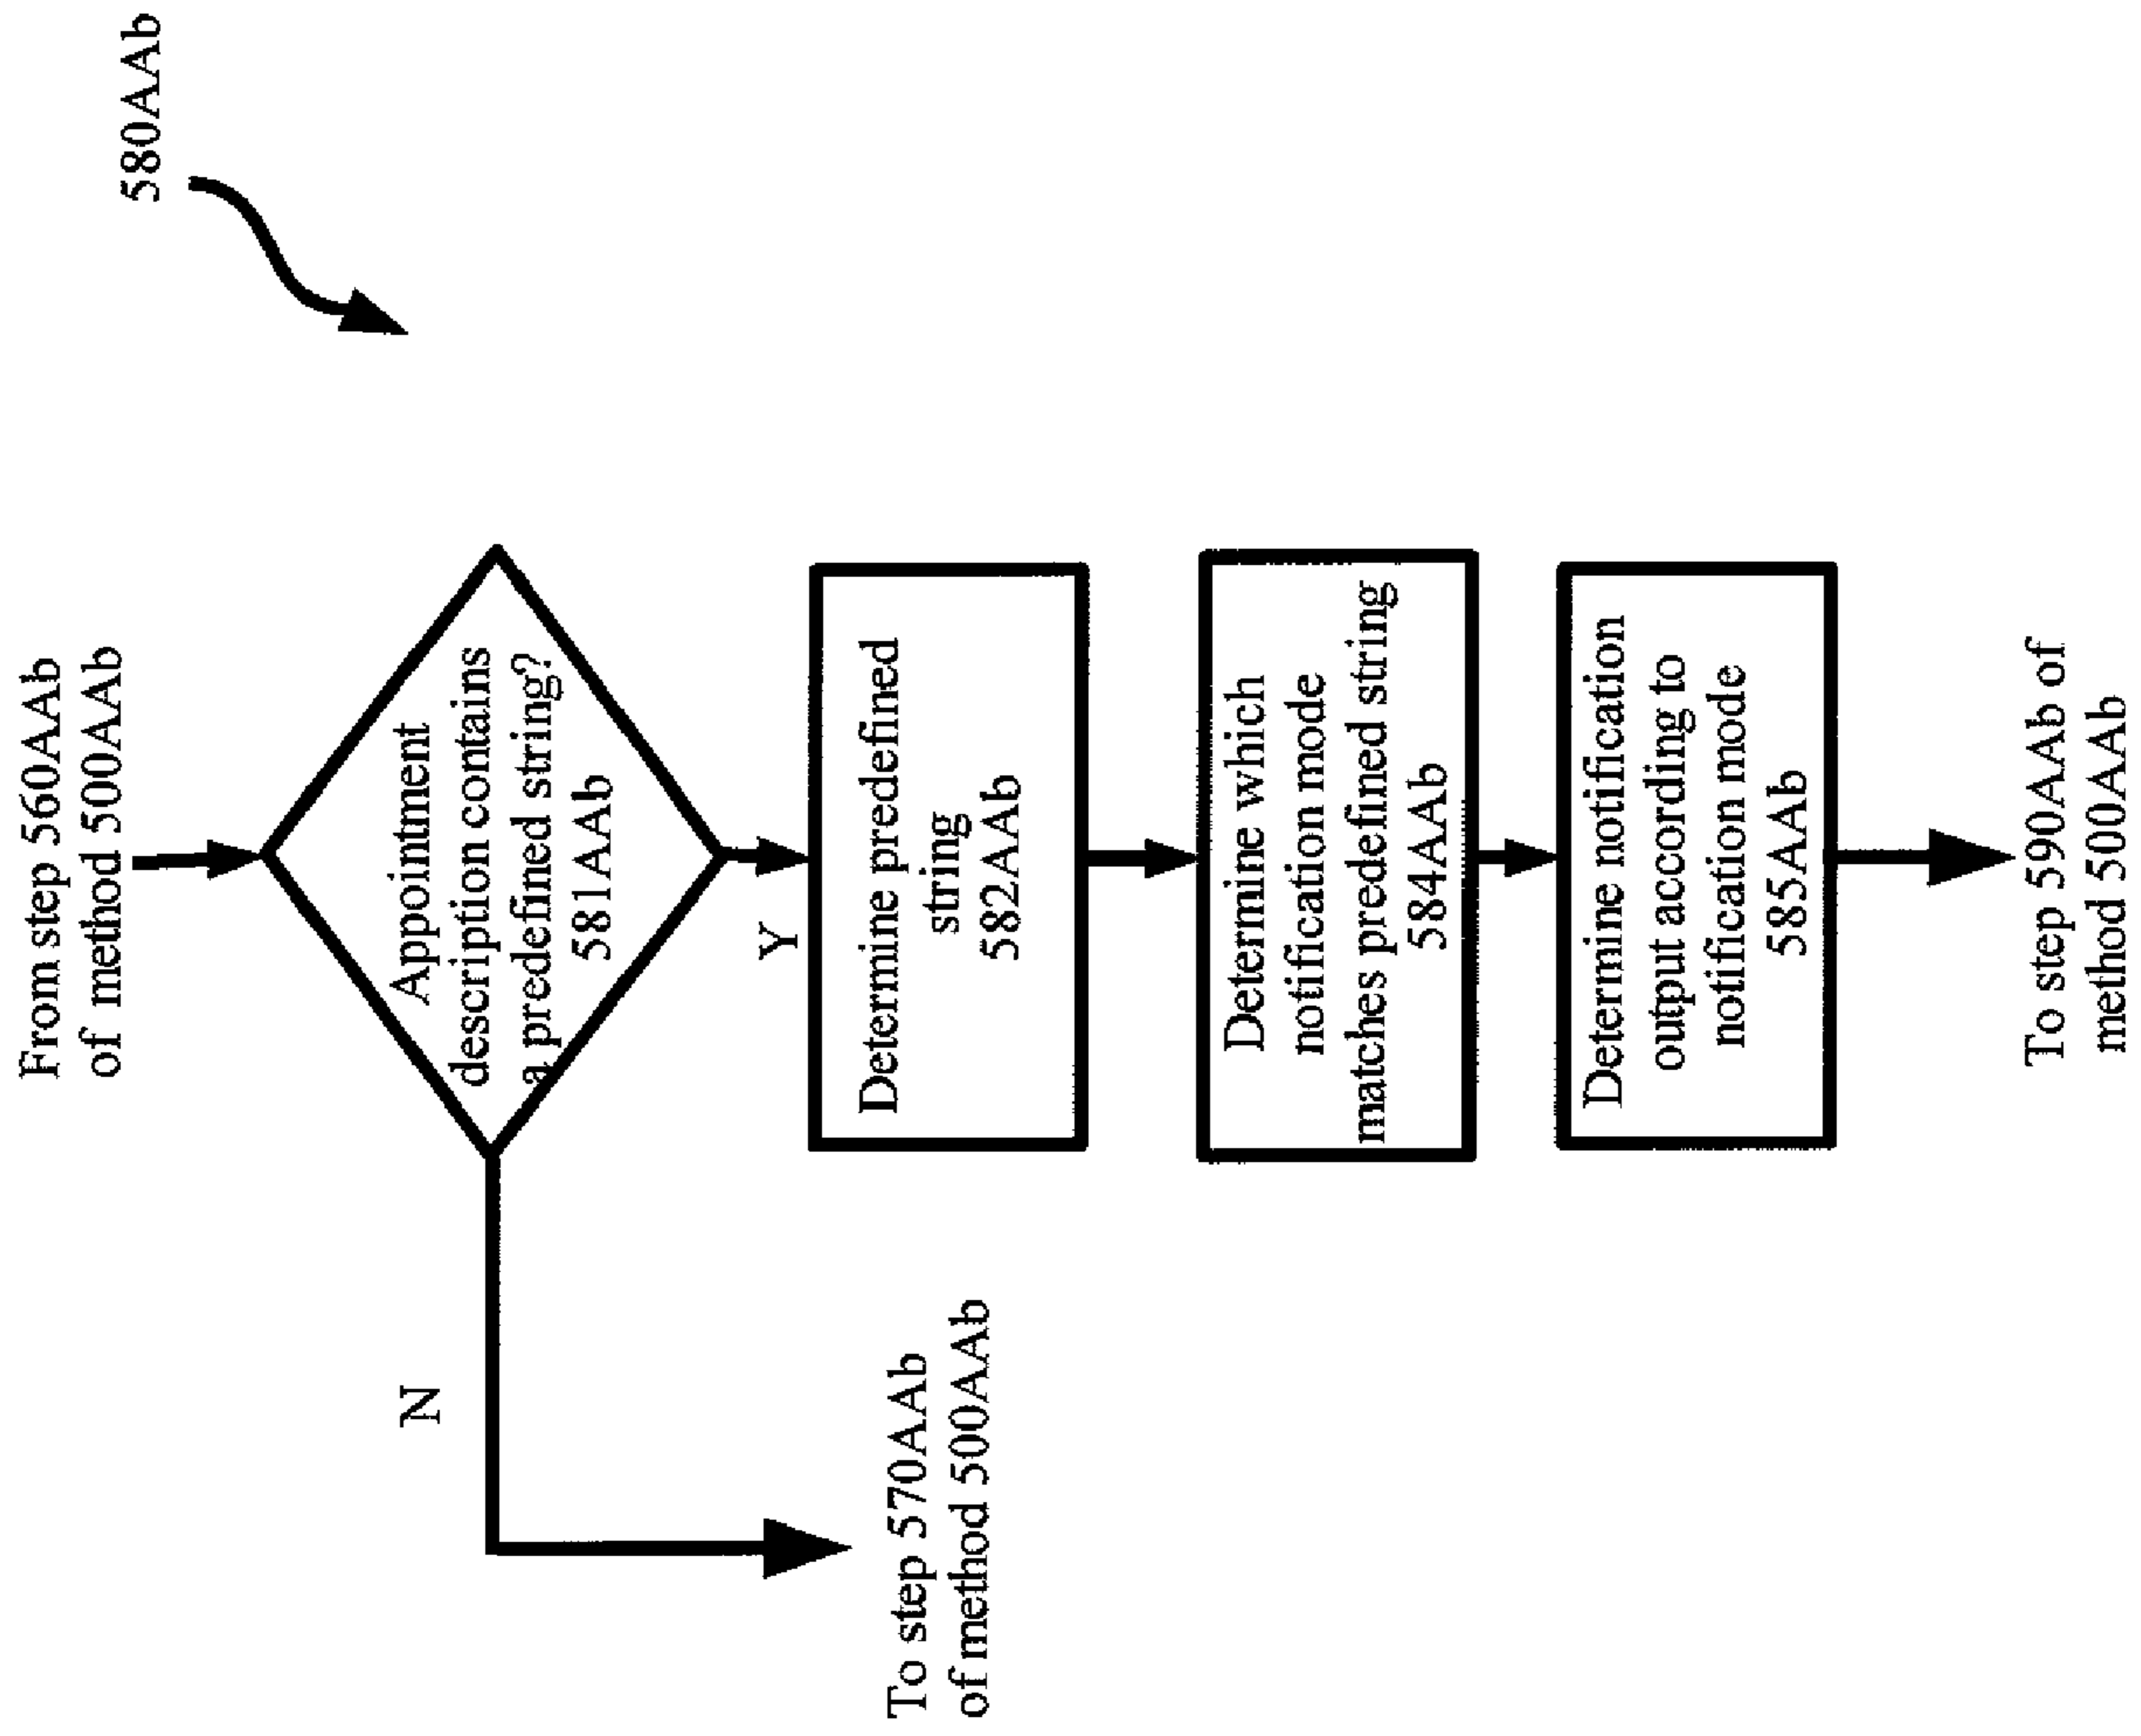 580AAb
From step 560AAb
of method 500AAb
Appointment
description contains
a predefined string?
581AAb
N
Y
To step 570AAb
of method 500AAb
Determine predefined
string
582AAb
Determine which
notification mode
matches predefined string
584AAb
Determine notification
output according to
notification mode
585AAb
To step 590AAb of
method 500AAb